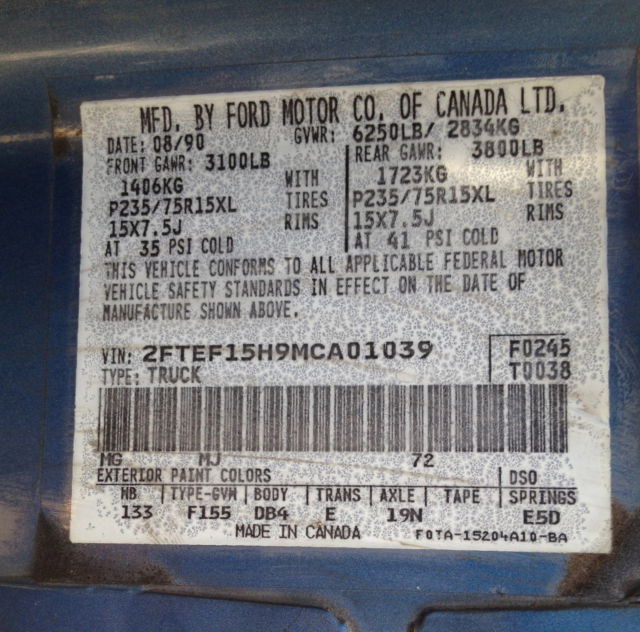 MFD. BY FORD MOTOR CO. OF CANADA LTD.
DATE: 08/90 GVWR: 6250LB/ 2834KG
FRONT GAWR: 3100LB REAR GAWR: 3800LB
1406KG WITH 1723KG WITH
P235/75R15XL TIRES P235/75R15XL TIRES
15X7.5J RIMS 15X7.5J RIMS
AT 35 PSI COLD AT 41 PSI COLD
THIS VEHICLE CONFORMS TO ALL APPLICABLE FEDERAL MOTOR
VEHICLE SAFETY STANDARDS IN EFFECT ON THE DATE OF
MANUFACTURE SHOWN ABOVE.
VIN: 2FTEF15H9MCA01039 F0245
TYPE: TRUCK T0038
MG MJ 72
EXTERIOR PAINT COLORS DSO
WB TYPE-GVM BODY TRANS AXLE TAPE SPRINGS
133 F155 DB4 E 19N E5D
MADE IN CANADA F0TA-15204A10-BA